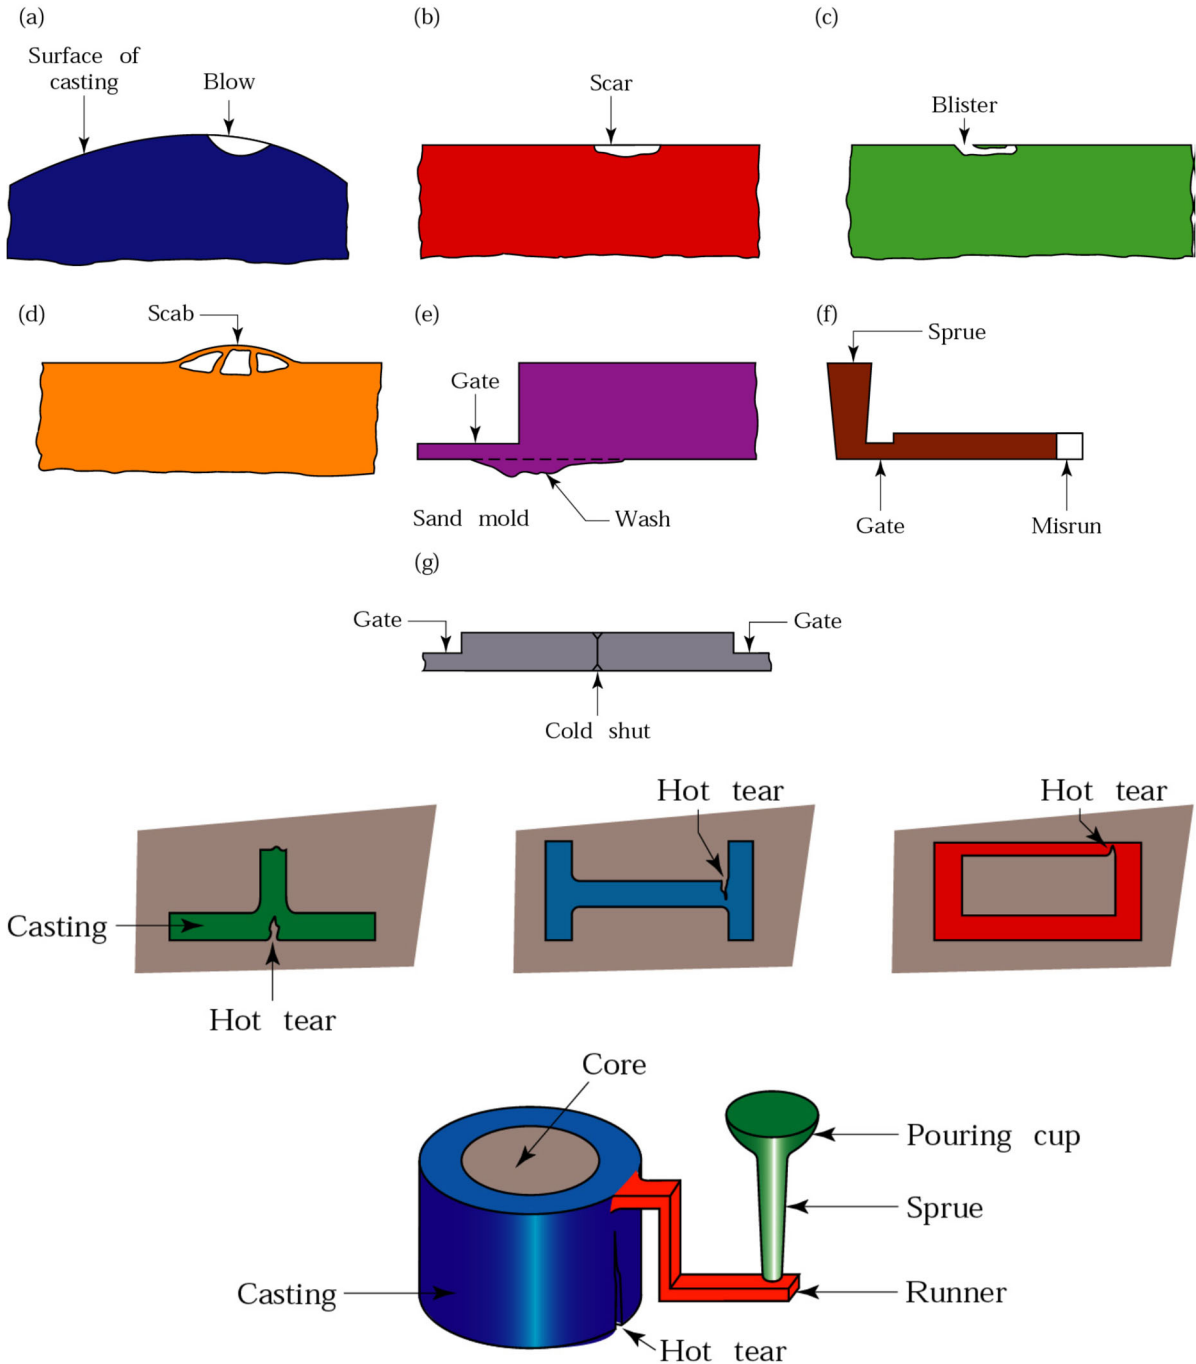 (a)
(b)
(c)
Surface of
casting
Blow
Scar
Blister
(d)
Scab
(e)
Gate
Sand mold
Wash
(f)
Sprue
Gate
Misrun
(g)
Gate
Gate
Cold shut
Hot tear
Hot tear
Casting
Hot tear
Core
Pouring cup
Sprue
Casting
Runner
Hot tear